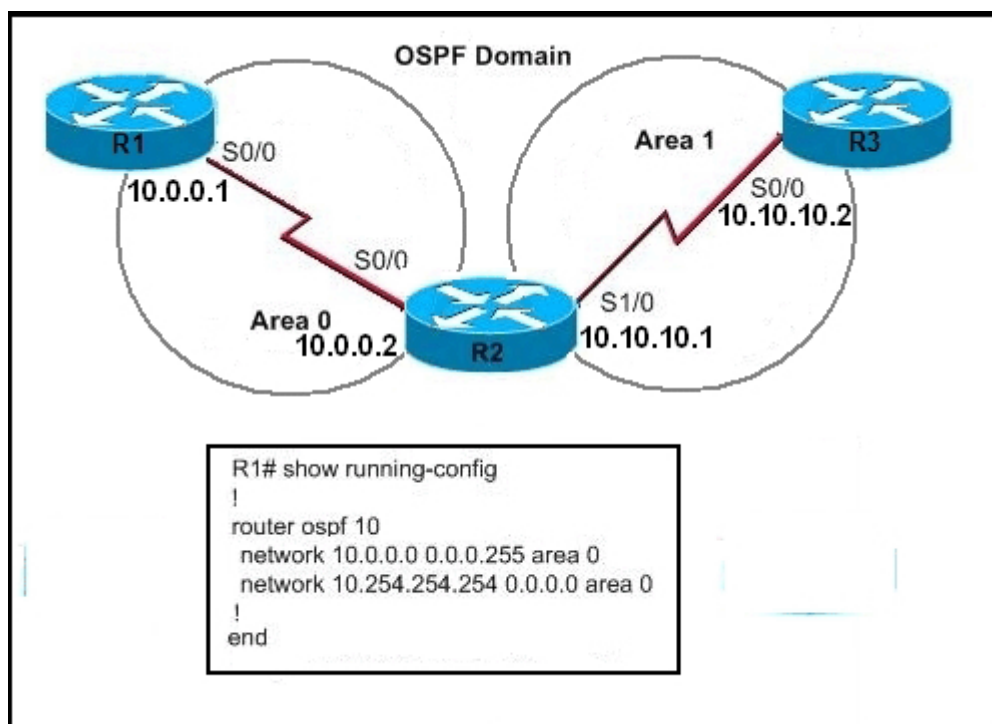 OSPF Domain
R1
S0/0
10.0.0.1
Area 1
R3
S0/0
10.10.10.2
S0/0
Area 0
10.0.0.2
R2
S1/0
10.10.10.1
R1# show running-config
!
router ospf 10
network 10.0.0.0 0.0.0.255 area 0
network 10.254.254.254 0.0.0.0 area 0
!
end